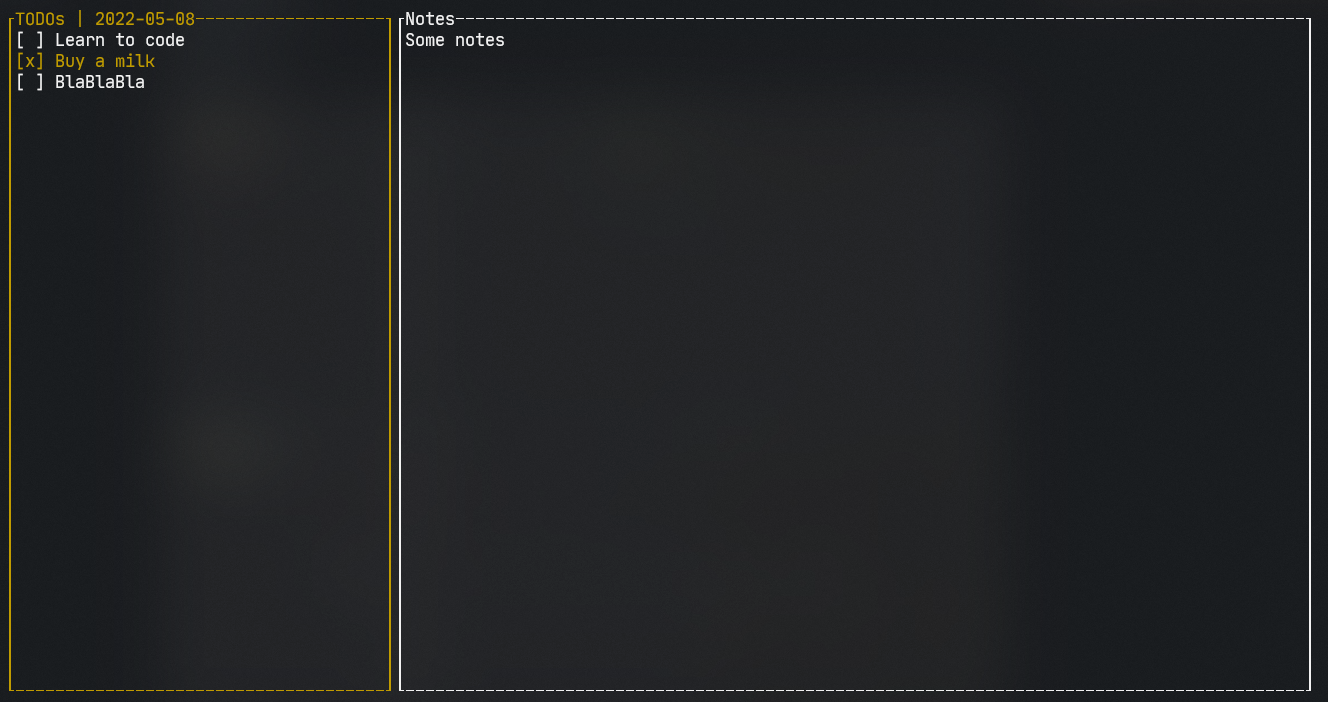 TODOs | 2022-05-08
[ ] Learn to code
[x] Buy a milk
[ ] BlaBlaBla
Notes
Some notes